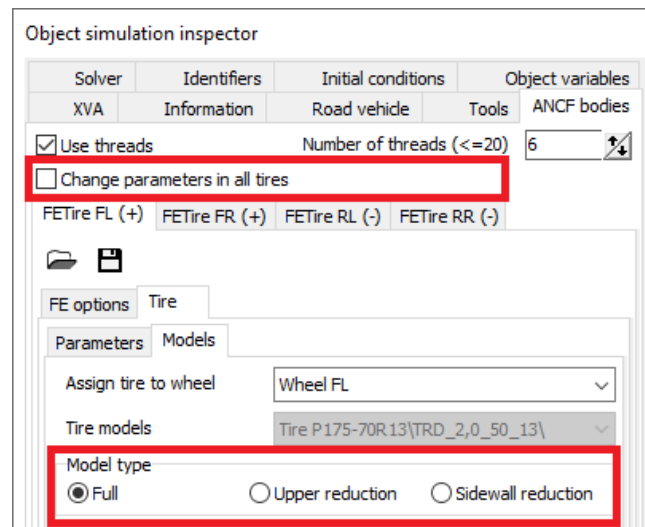 Object simulation inspector
Solver Identifiers Initial conditions Object variables
XVA Information Road vehicle Tools ANCF bodies
Use threads Number of threads (<=20) 6
Change parameters in all tires
FETire FL (+) FETire FR (+) FETire RL (-) FETire RR (-)
FE options Tire
Parameters Models
Assign tire to wheel Wheel FL
Tire models Tire P175-70R13\TRD_2,0_50_13\
Model type
Full Upper reduction Sidewall reduction